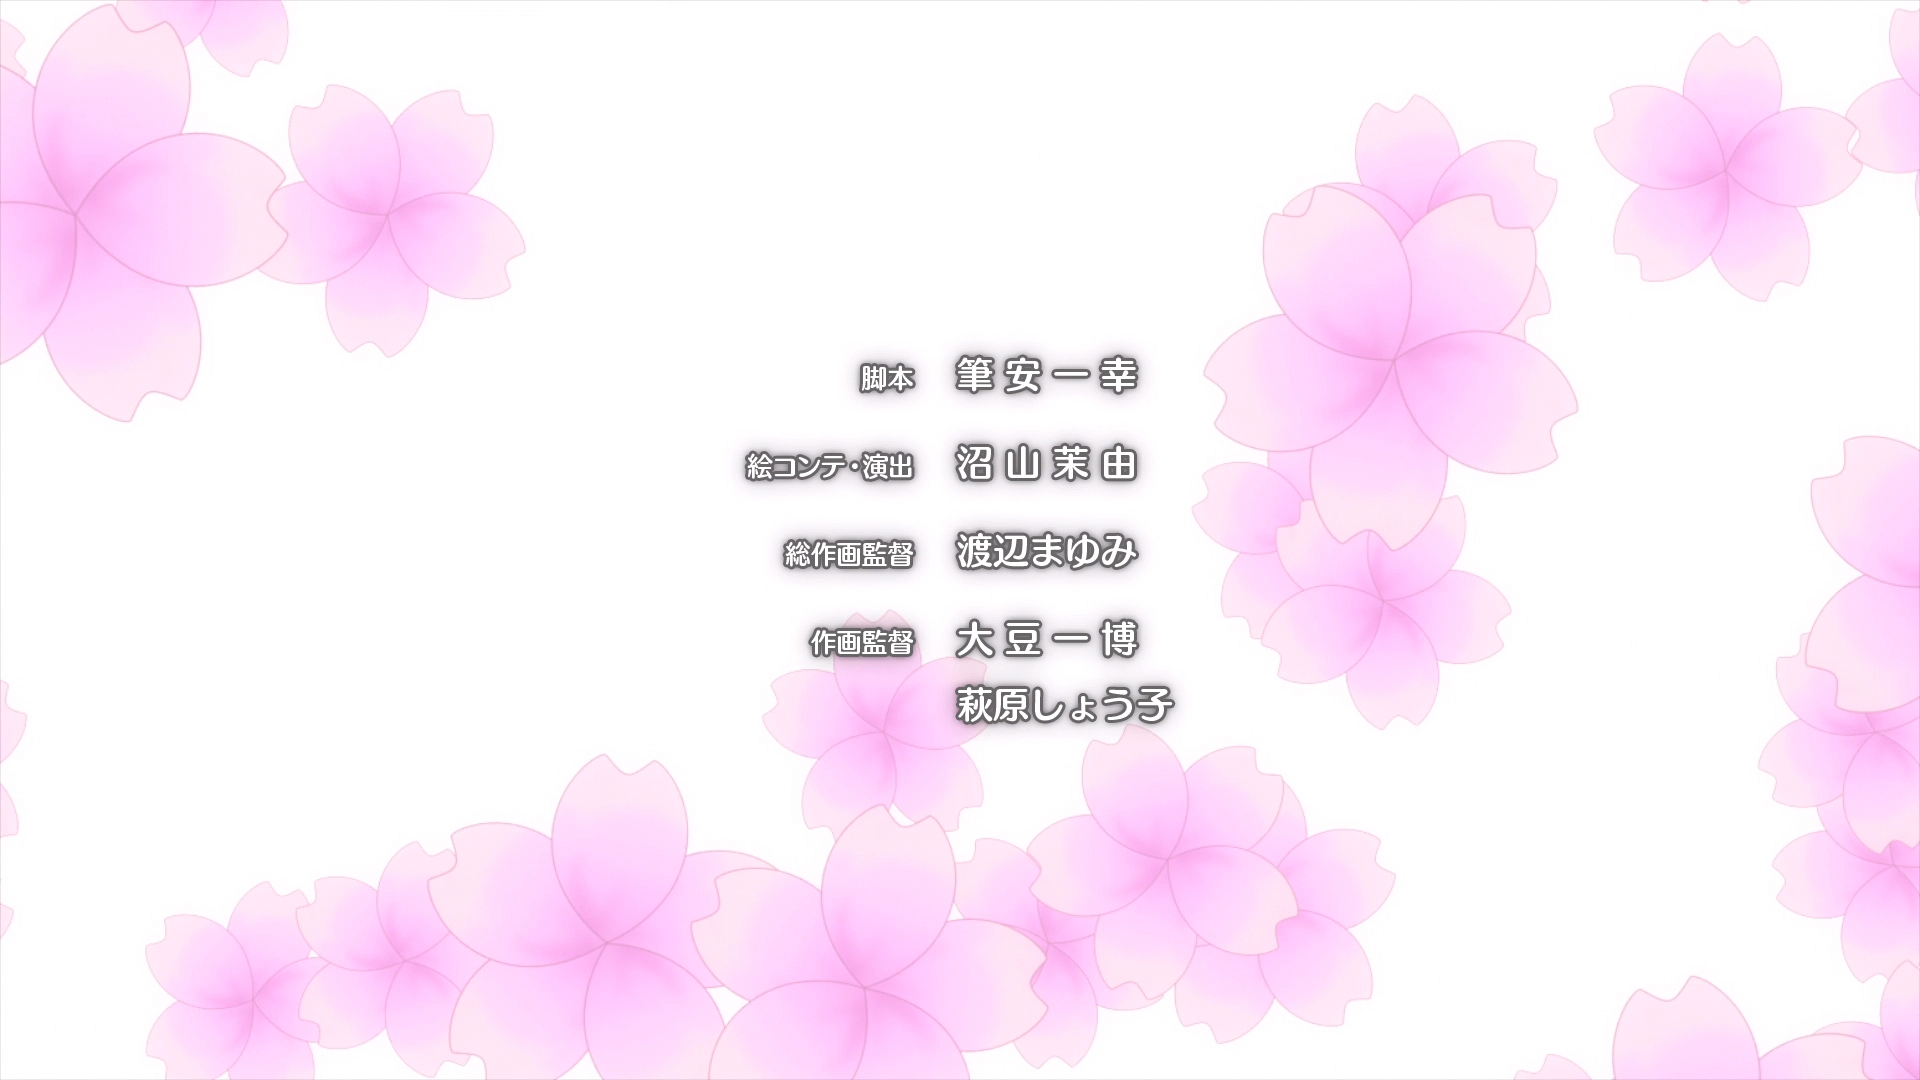 脚本 筆安一幸
絵コンテ・演出 沼山茉由
総作画監督 渡辺まゆみ
作画監督 大豆一博
萩原しょう子